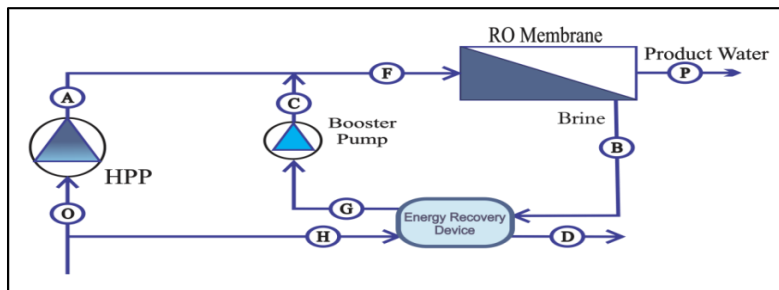 RO Membrane
Product Water
A
F
P
C
Booster
Pump
Brine
HPP
B
O
G
Energy Recovery
Device
H
D